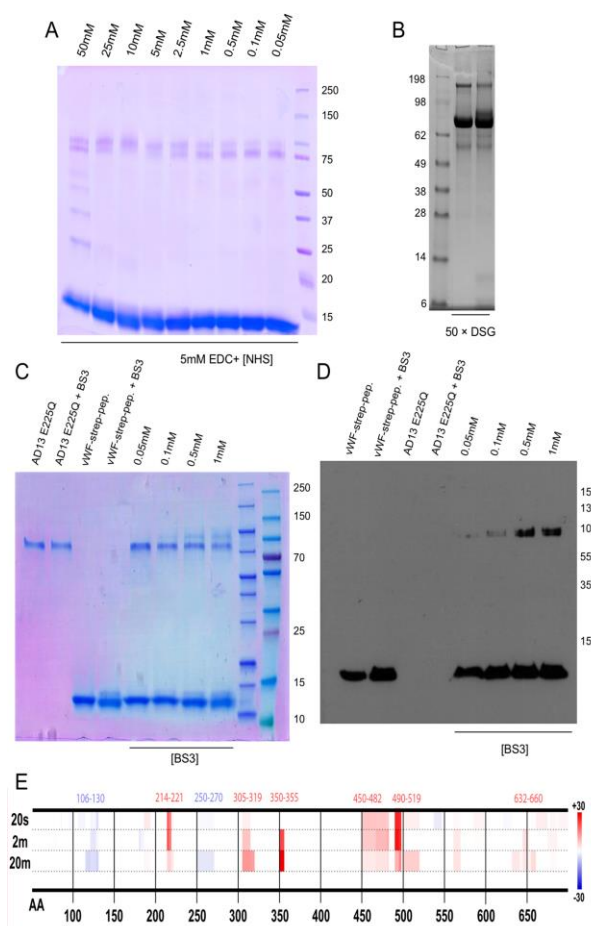 A
50mM
25mM
10mM
5mM
2.5mM
1mM
0.5mM
0.1mM
0.05mM
250
150
75
50
37
25
20
15
5mM EDC+ [NHS]
B
198
98
62
49
38
28
14
6
50 × DSG
C
AD13 E225Q
AD13 E225Q + BS3
vWF-strep-pep.
vWF-strep-pep. + BS3
0.05mM
0.1mM
0.5mM
1mM
250
150
70
25
15
10
[BS3]
D
vWF-strep-pep.
vWF-strep-pep. + BS3
AD13 E225Q
AD13 E225Q + BS3
0.05mM
0.1mM
0.5mM
1mM
15
13
10
55
35
15
[BS3]
E
106-130 214-221 250-270 305-319 350-355 450-482 490-519 632-660
20s
2m
20m
+30
-30
AA 100 150 200 250 300 350 400 450 500 550 600 650